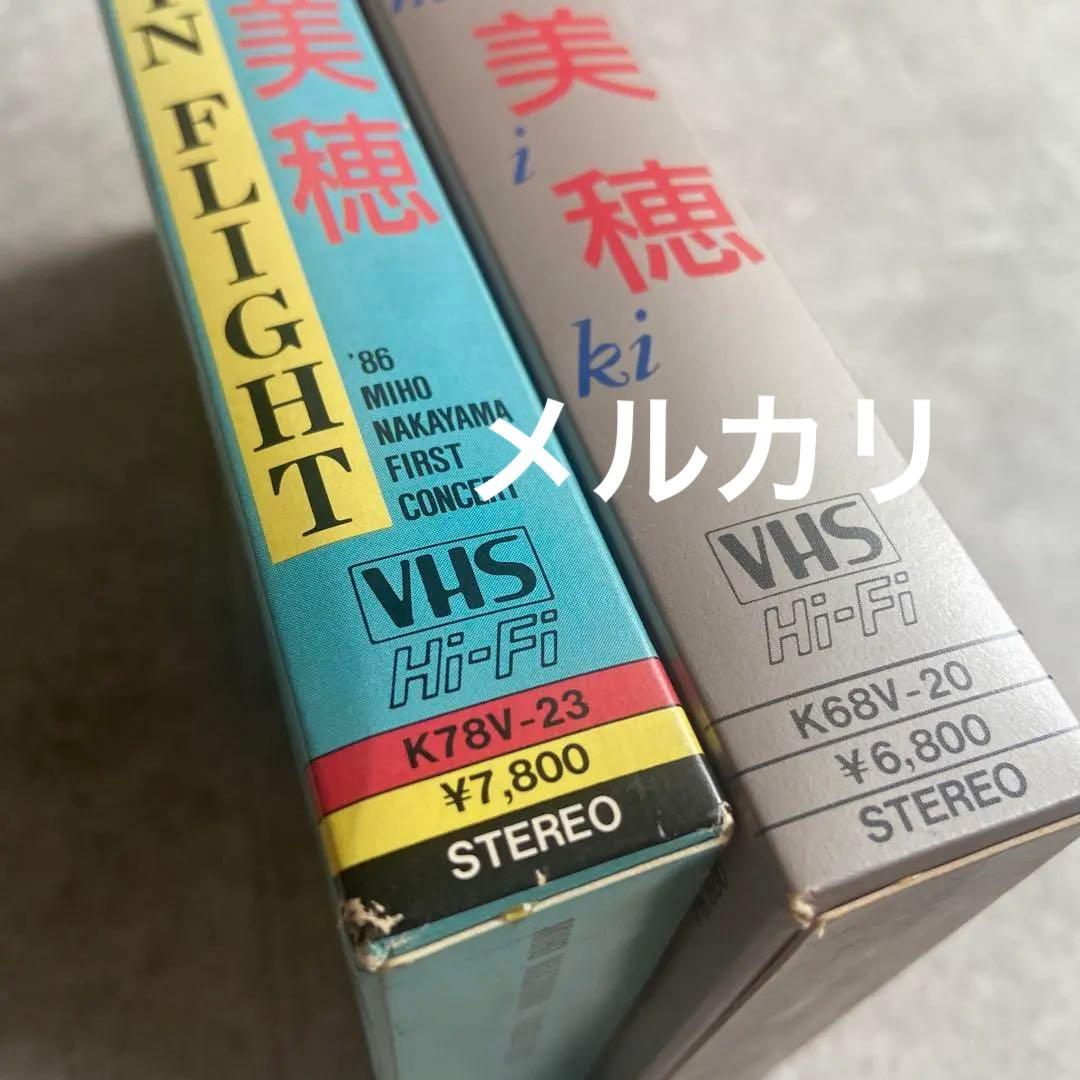 IN FLIGHT
美穂
'86
MIHO
NAKAYAMA
FIRST
CONCERT
VHS
Hi-Fi
K78V-23
¥7,800
STEREO
美穂
i
ki
VHS
Hi-Fi
K68V-20
¥6,800
STEREO
メルカリ